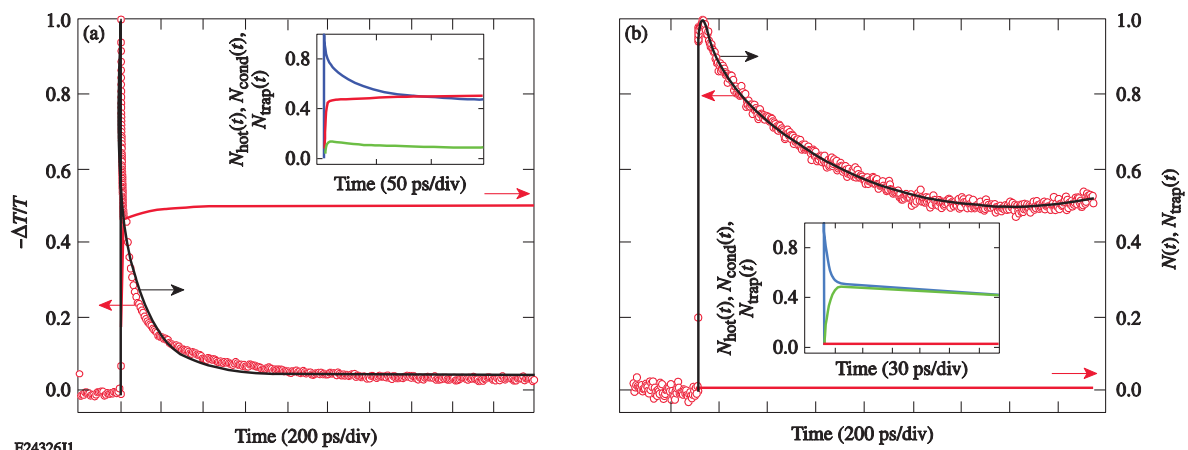 (a)
−ΔT/T
1.0
0.8
0.6
0.4
0.2
0.0
Time (200 ps/div)
N_hot(t), N_cond(t),
N_trap(t)
0.8
0.4
0.0
Time (50 ps/div)
(b)
N_hot(t), N_cond(t),
N_trap(t)
0.8
0.4
0.0
Time (30 ps/div)
Time (200 ps/div)
1.0
0.8
0.6
0.4
0.2
0.0
N(t), N_trap(t)